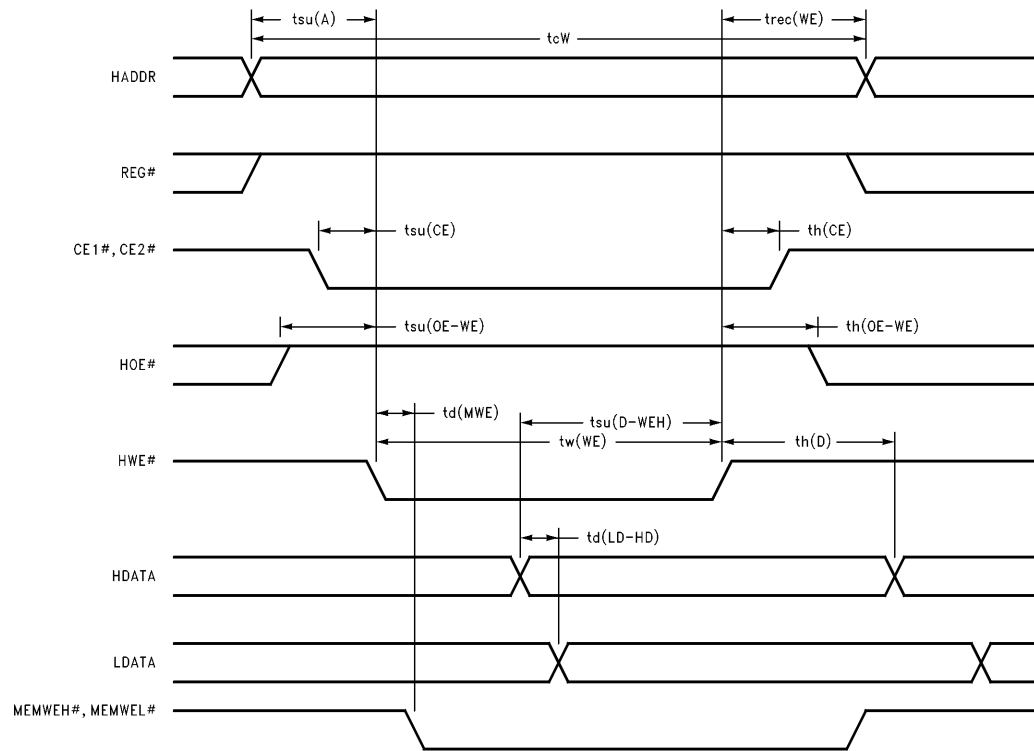 tsu(A)
trec(WE)
tcW
HADDR
REG#
tsu(CE)
th(CE)
CE1#, CE2#
tsu(OE-WE)
th(OE-WE)
HOE#
td(MWE)
tsu(D-WEH)
tw(WE)
th(D)
HWE#
td(LD-HD)
HDATA
LDATA
MEMWEH#, MEMWEL#